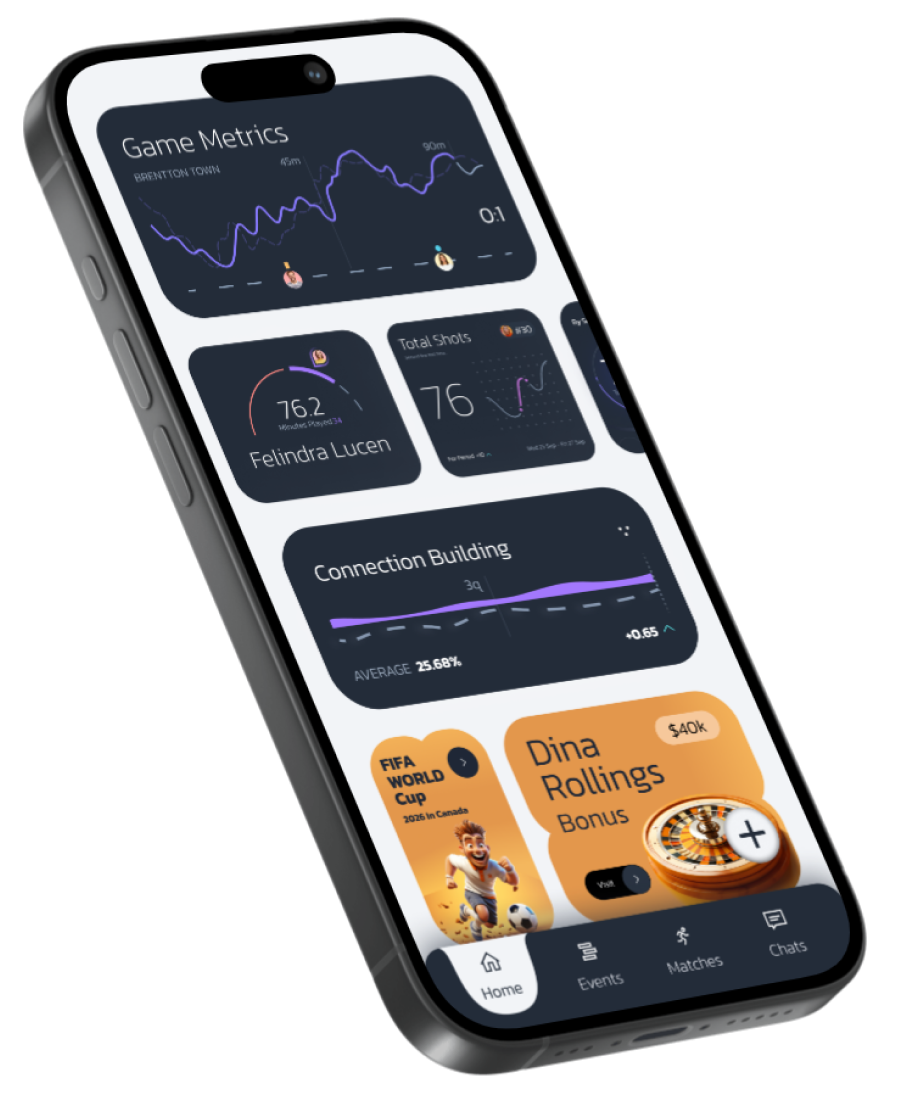 Game Metrics
BRENTTON TOWN
45m
90m
0:1
76.2
Minutes Played 34
Felindra Lucen
Total Shots
#30
76
Connection Building
3q
AVERAGE 25.68%
+0.65
FIFA
WORLD
Cup
2026 In Canada
$40k
Dina
Rollings
Bonus
Visit
Home
Events
Matches
Chats